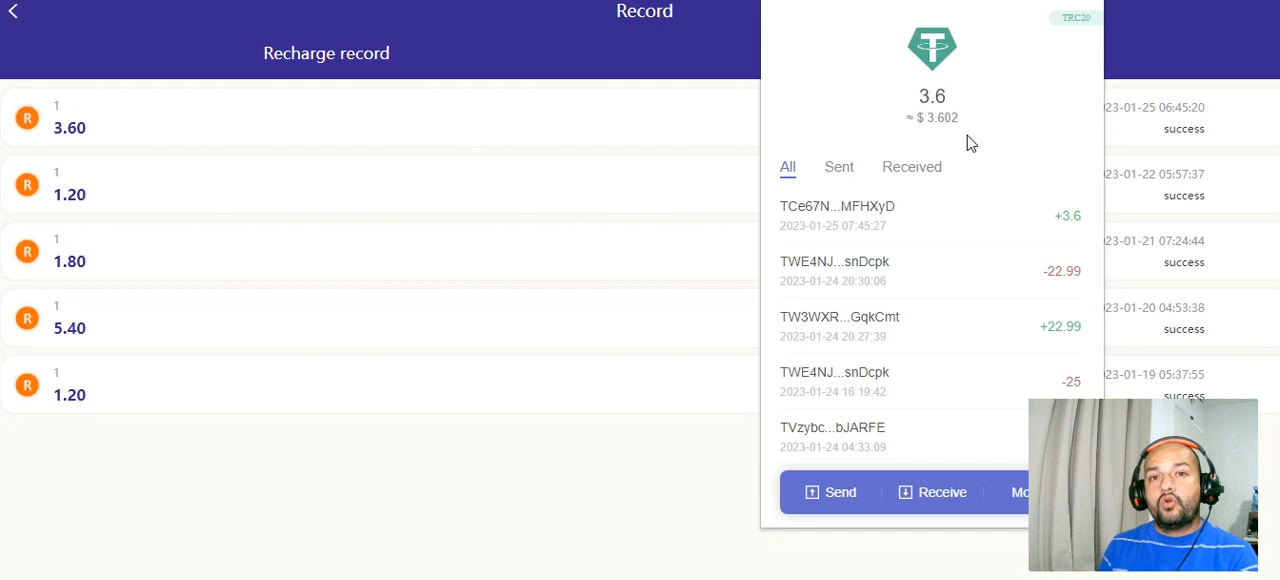 Record
Recharge record
R
1
3.60
23-01-25 06:45:20
success
R
1
1.20
23-01-22 05:57:37
success
R
1
1.80
23-01-21 07:24:44
success
R
1
5.40
23-01-20 04:53:38
success
R
1
1.20
23-01-19 05:37:55
success
TRC20
3.6
≈ $ 3.602
All Sent Received
TCe67N...MFHXyD
2023-01-25 07:45:27
+3.6
TWE4NJ...snDcpk
2023-01-24 20:30:06
-22.99
TW3WXR...GqkCmt
2023-01-24 20:27:39
+22.99
TWE4NJ...snDcpk
2023-01-24 16:19:42
-25
TVzybc...bJARFE
2023-01-24 04:33:09
Send Receive Mo